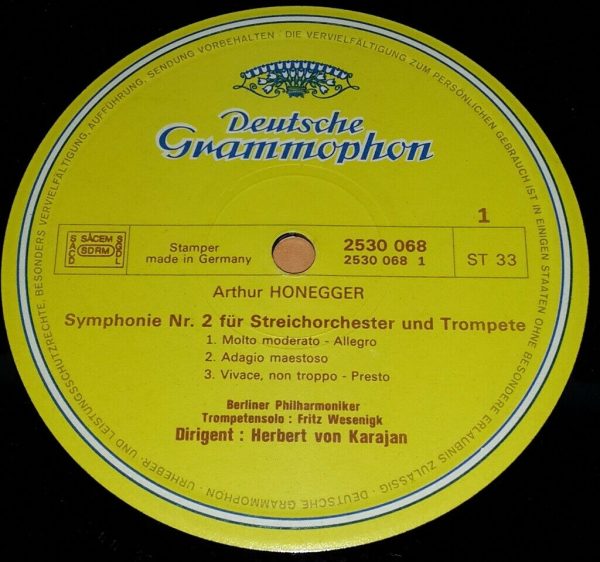 Deutsche
Grammophon
1
SACEM
SACD
SDRM
SGDL
Stamper
made in Germany
2530 068
2530 068 1
ST 33
Arthur HONEGGER
Symphonie Nr. 2 für Streichorchester und Trompete
1. Molto moderato - Allegro
2. Adagio maestoso
3. Vivace, non troppo - Presto
Berliner Philharmoniker
Trompetensolo : Fritz Wesenigk
Dirigent : Herbert von Karajan
DEUTSCHE GRAMMOPHON · URHEBER- UND LEISTUNGSSCHUTZRECHTE, BESONDERS VERVIELFÄLTIGUNG, AUFFÜHRUNG, SENDUNG VORBEHALTEN · DIE VERVIELFÄLTIGUNG ZUM PERSÖNLICHEN GEBRAUCH IST IN EINIGEN STAATEN OHNE BESONDERE ERLAUBNIS ZULÄSSIG ·